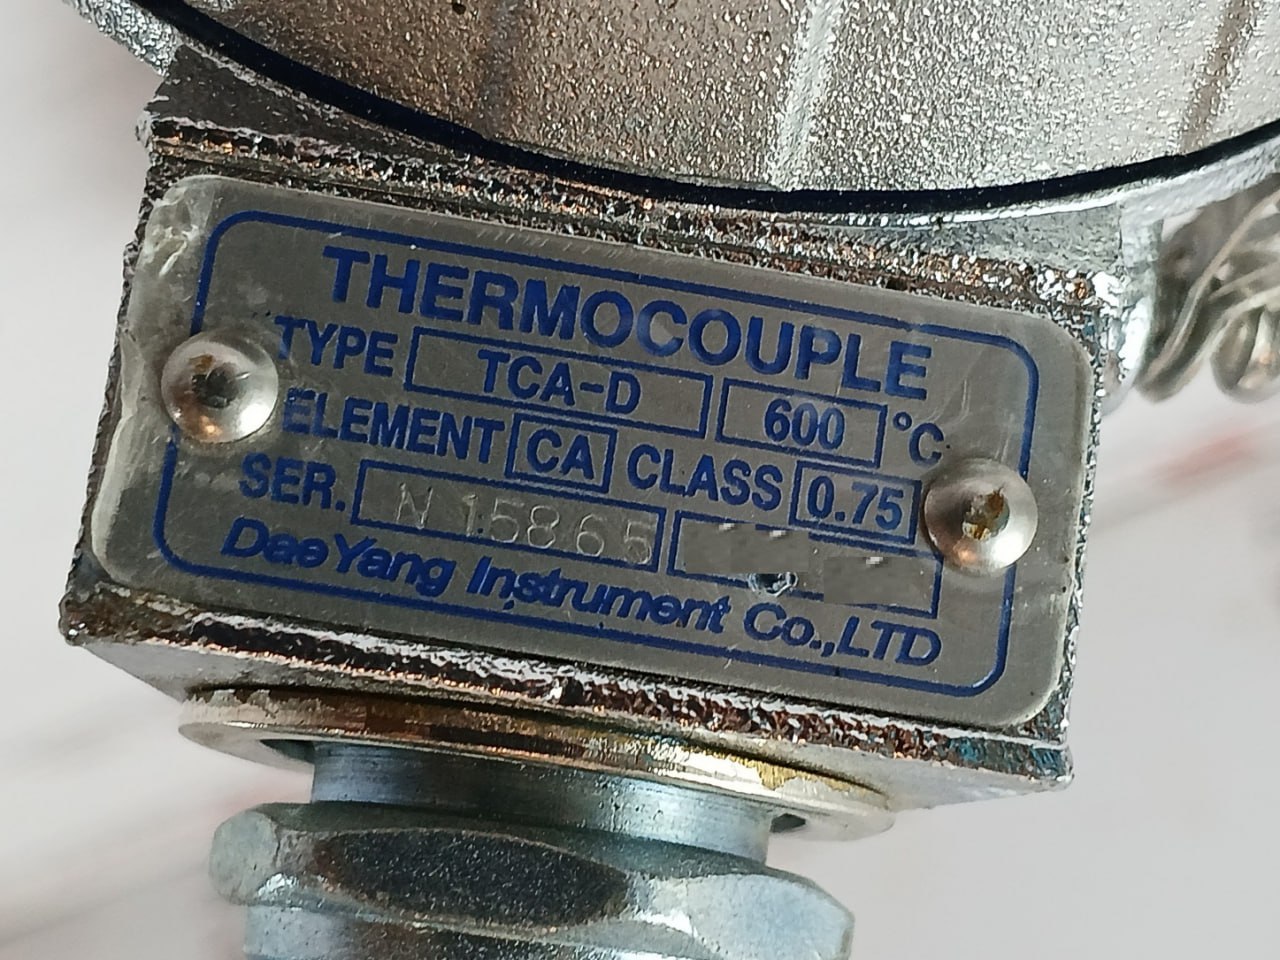 THERMOCOUPLE
TYPE TCA-D 600 °C
ELEMENT CA CLASS 0.75
SER. N 15865
DaeYang Instrument Co.,LTD